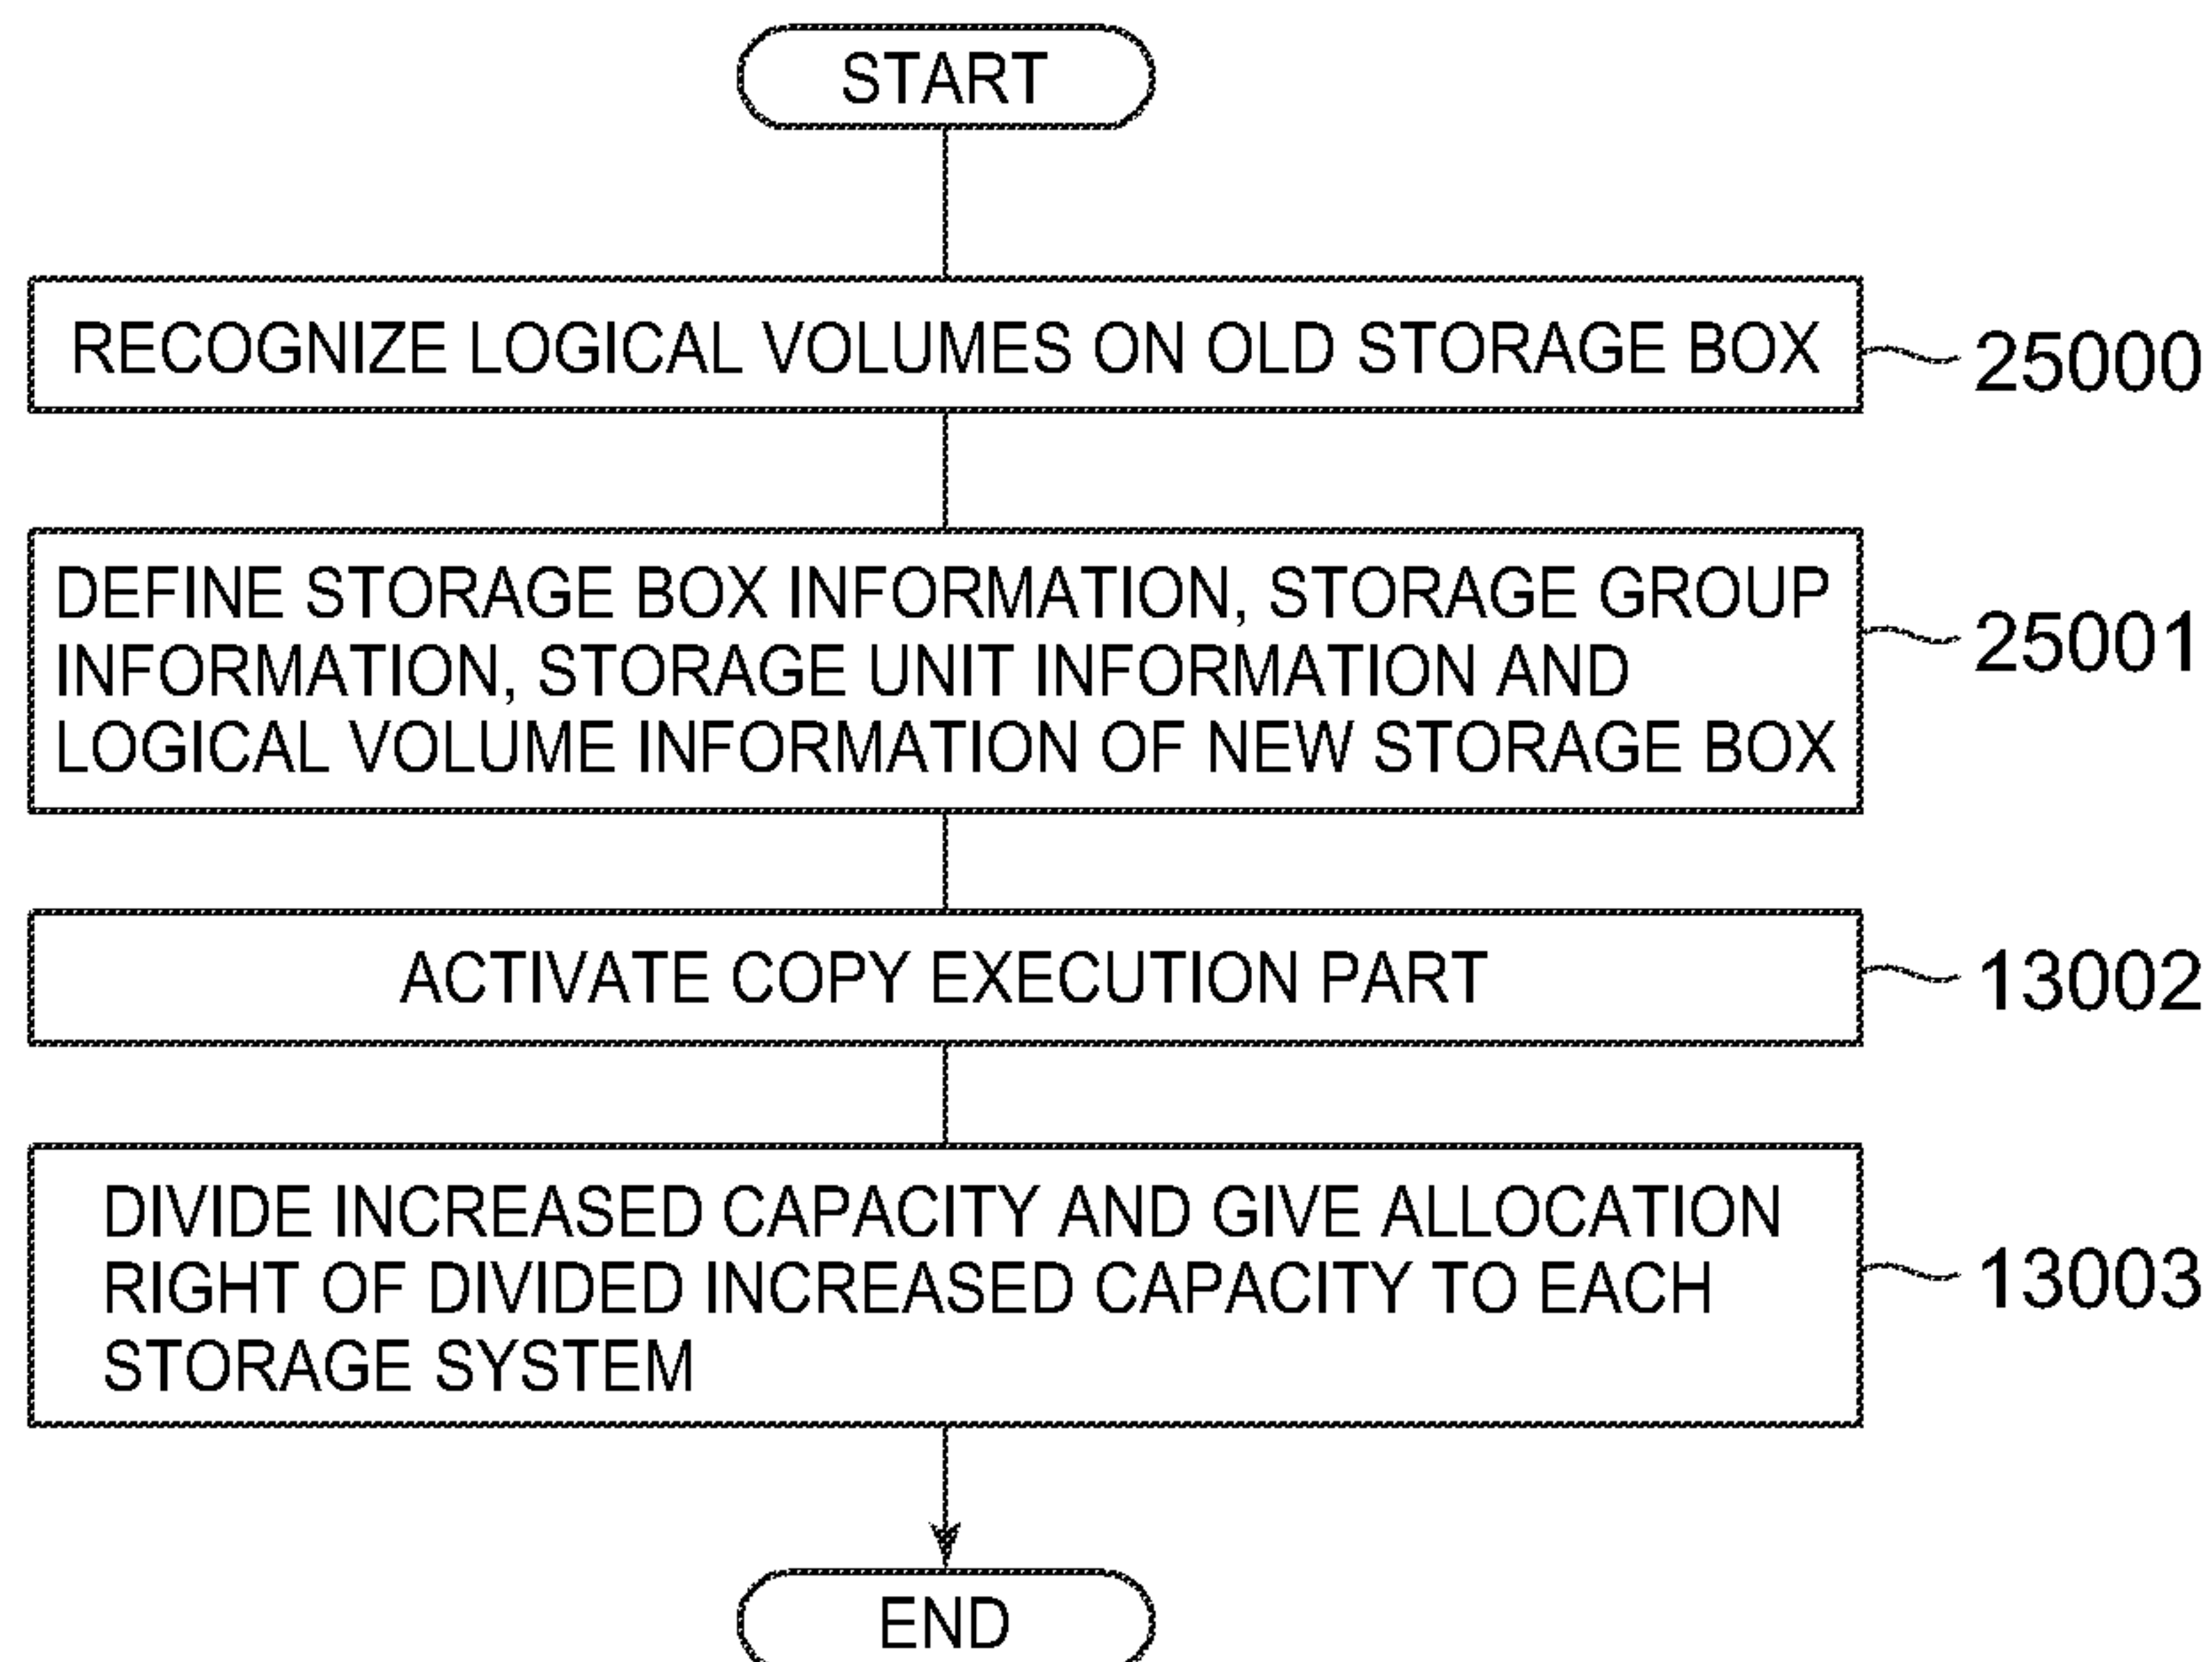 START
RECOGNIZE LOGICAL VOLUMES ON OLD STORAGE BOX
25000
DEFINE STORAGE BOX INFORMATION, STORAGE GROUP
INFORMATION, STORAGE UNIT INFORMATION AND
LOGICAL VOLUME INFORMATION OF NEW STORAGE BOX
25001
ACTIVATE COPY EXECUTION PART
13002
DIVIDE INCREASED CAPACITY AND GIVE ALLOCATION
RIGHT OF DIVIDED INCREASED CAPACITY TO EACH
STORAGE SYSTEM
13003
END